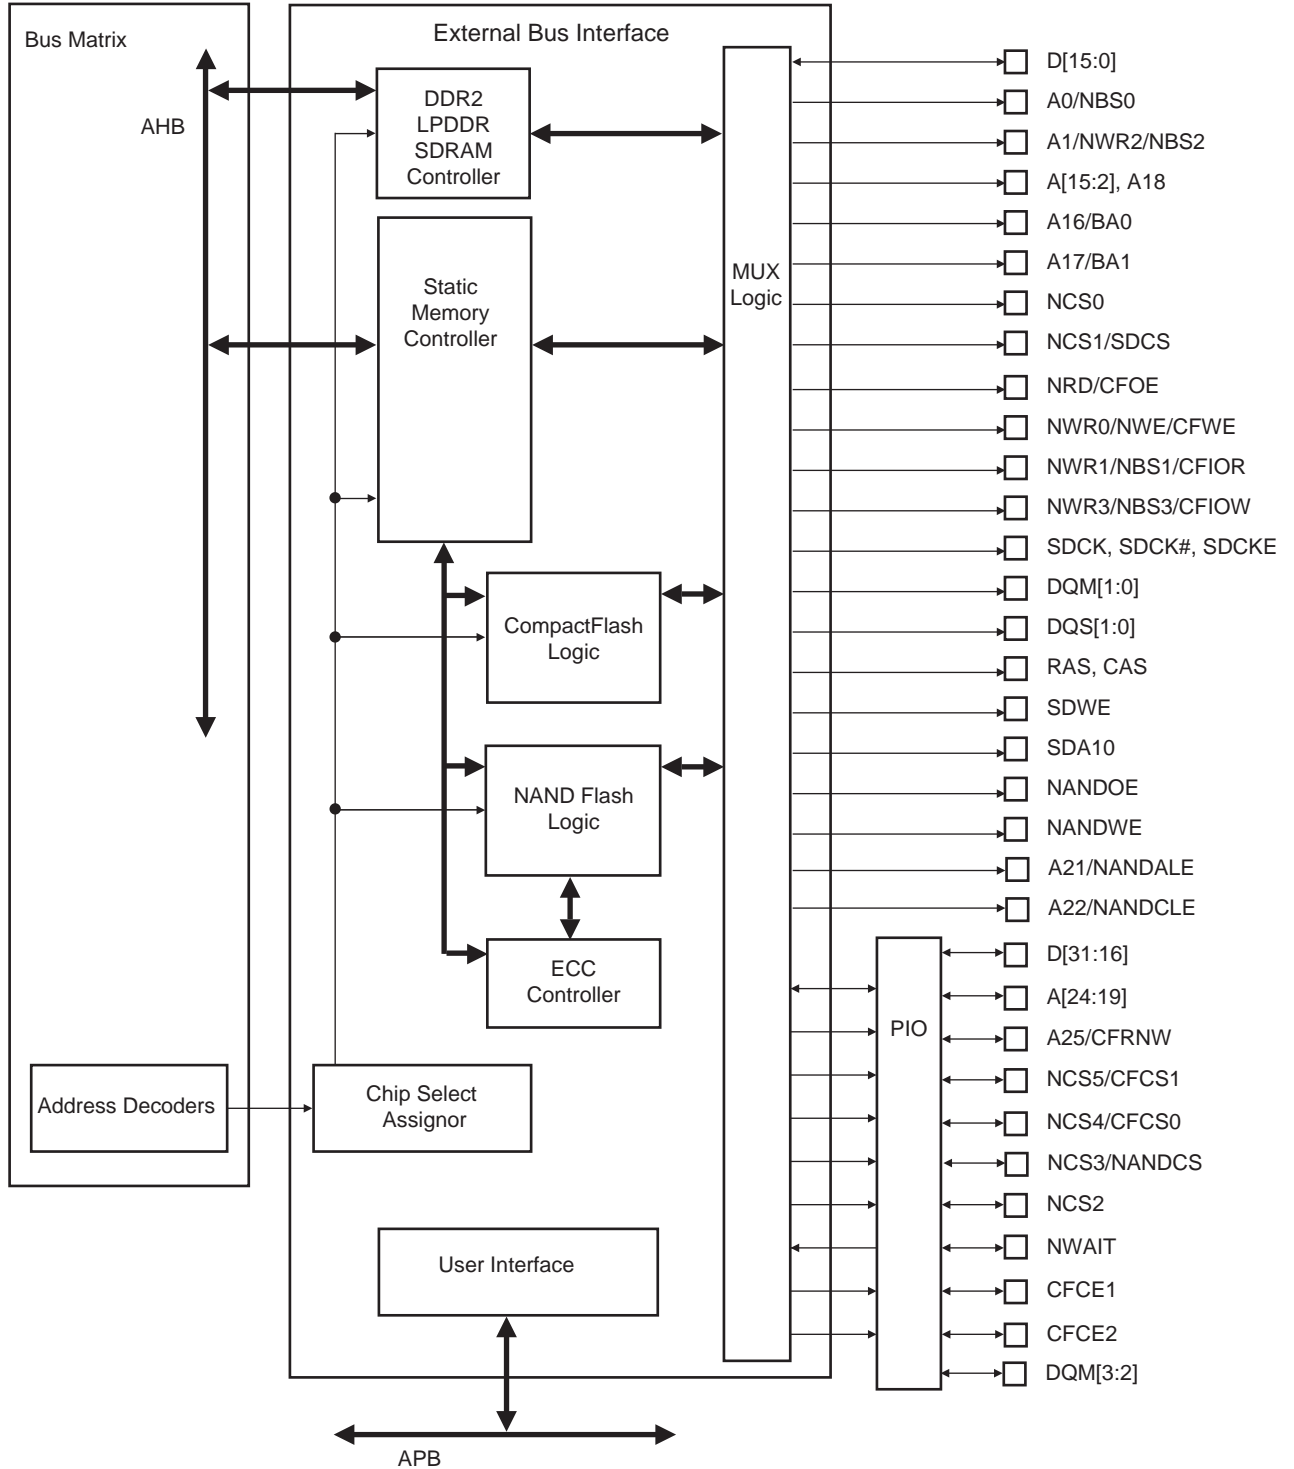 Bus Matrix
AHB
Address Decoders
External Bus Interface
DDR2
LPDDR
SDRAM
Controller
Static
Memory
Controller
CompactFlash
Logic
NAND Flash
Logic
ECC
Controller
Chip Select
Assignor
User Interface
APB
MUX
Logic
PIO
D[15:0]
A0/NBS0
A1/NWR2/NBS2
A[15:2], A18
A16/BA0
A17/BA1
NCS0
NCS1/SDCS
NRD/CFOE
NWR0/NWE/CFWE
NWR1/NBS1/CFIOR
NWR3/NBS3/CFIOW
SDCK, SDCK#, SDCKE
DQM[1:0]
DQS[1:0]
RAS, CAS
SDWE
SDA10
NANDOE
NANDWE
A21/NANDALE
A22/NANDCLE
D[31:16]
A[24:19]
A25/CFRNW
NCS5/CFCS1
NCS4/CFCS0
NCS3/NANDCS
NCS2
NWAIT
CFCE1
CFCE2
DQM[3:2]